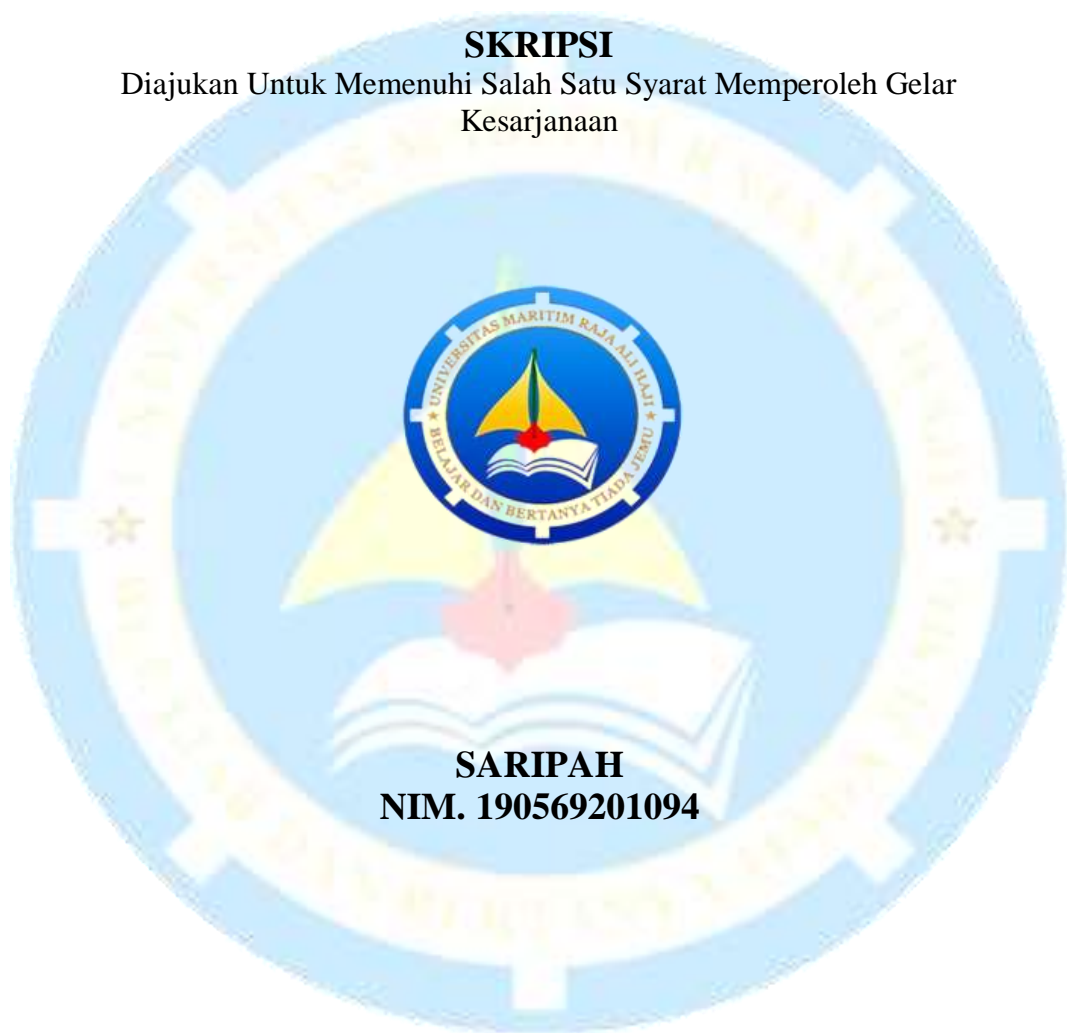 SKRIPSI
Diajukan Untuk Memenuhi Salah Satu Syarat Memperoleh Gelar
Kesarjanaan
UNIVERSITAS MARITIM RAJA ALI HAJI
BELAJAR DAN BERTANYA TIADA JEMU
SARIPAH
NIM. 190569201094